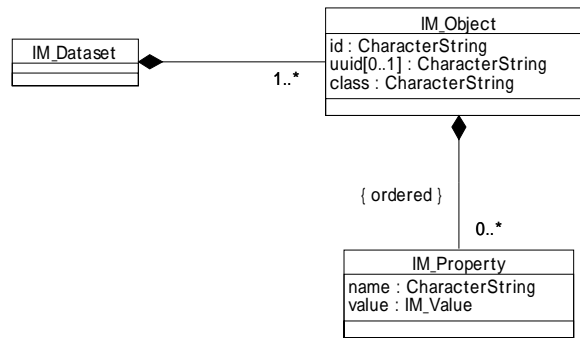 IM_Object
id : CharacterString
uuid[0..1] : CharacterString
class : CharacterString
IM_Dataset
1..*
{ ordered }
0..*
IM_Property
name : CharacterString
value : IM_Value